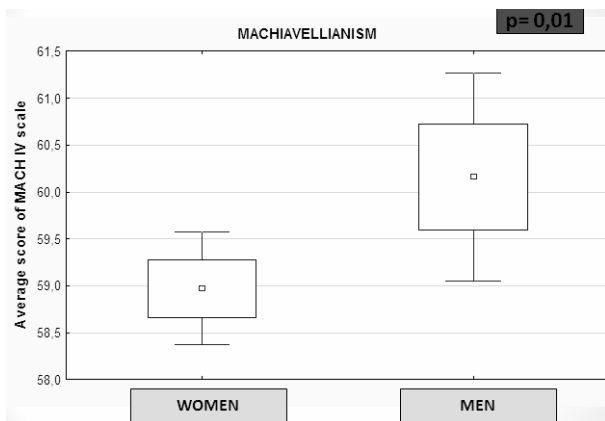 p= 0,01
MACHIAVELLIANISM
Average score of MACH IV scale
61,5
61,0
60,5
60,0
59,5
59,0
58,5
58,0
WOMEN
MEN